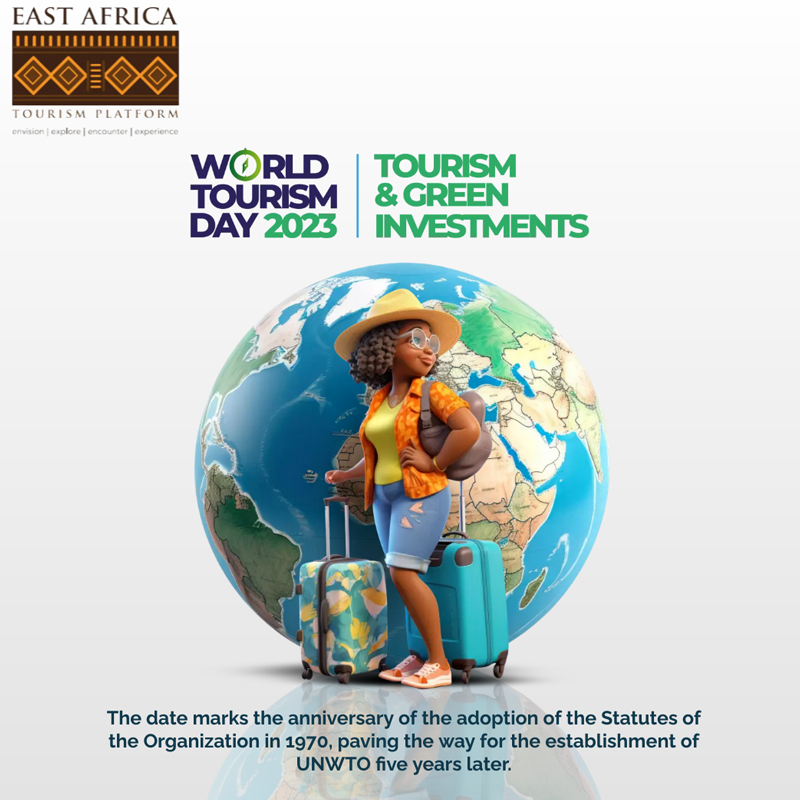 EAST AFRICA
TOURISM PLATFORM
envision | explore | encounter | experience
WORLD
TOURISM
DAY 2023
TOURISM
& GREEN
INVESTMENTS
The date marks the anniversary of the adoption of the Statutes of
the Organization in 1970, paving the way for the establishment of
UNWTO five years later.